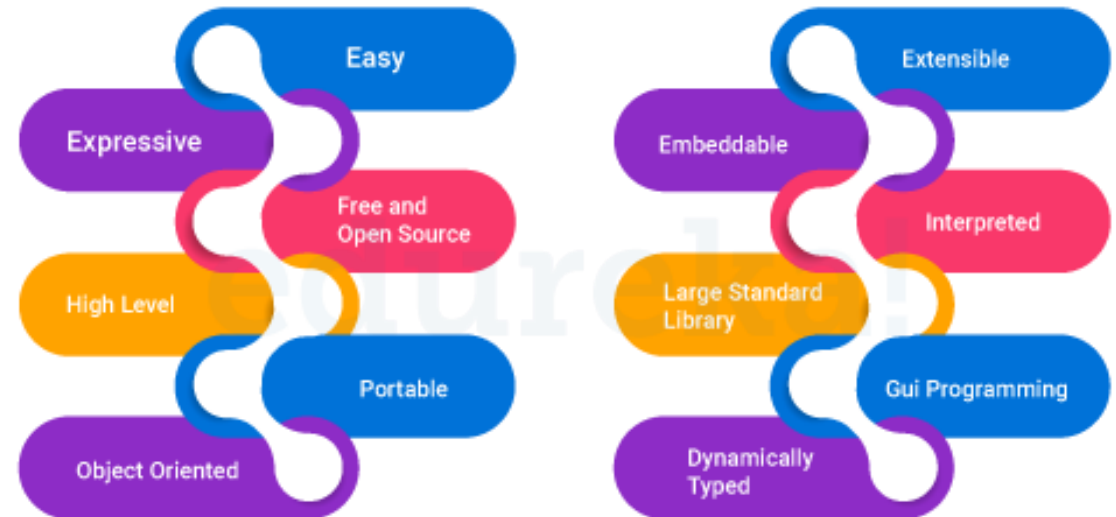 Easy
Expressive
Free and
Open Source
High Level
Portable
Object Oriented
Extensible
Embeddable
Interpreted
Large Standard
Library
Gui Programming
Dynamically
Typed
edureka!